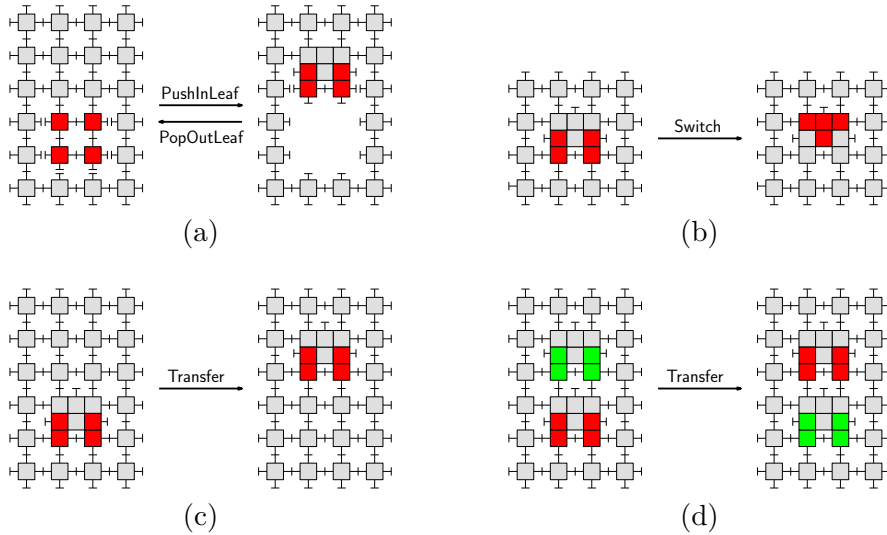 PushInLeaf
PopOutLeaf
Switch
(a)
(b)
Transfer
Transfer
(c)
(d)